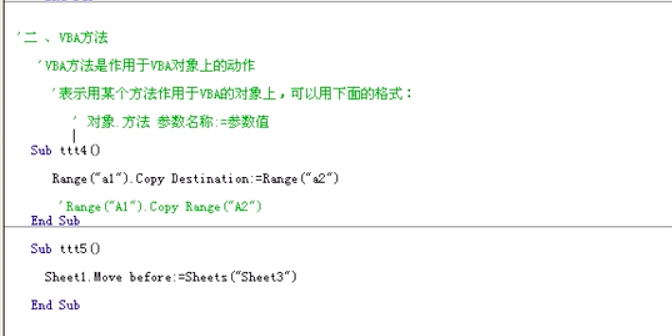 End Sub
'二 、VBA方法
'VBA方法是作用于VBA对象上的动作
'表示用某个方法作用于VBA的对象上，可以用下面的格式：
' 对象.方法 参数名称:=参数值
Sub ttt4()
Range("a1").Copy Destination:=Range("a2")
'Range("A1").Copy Range("A2")
End Sub
Sub ttt5()
Sheet1.Move before:=Sheets("Sheet3")
End Sub